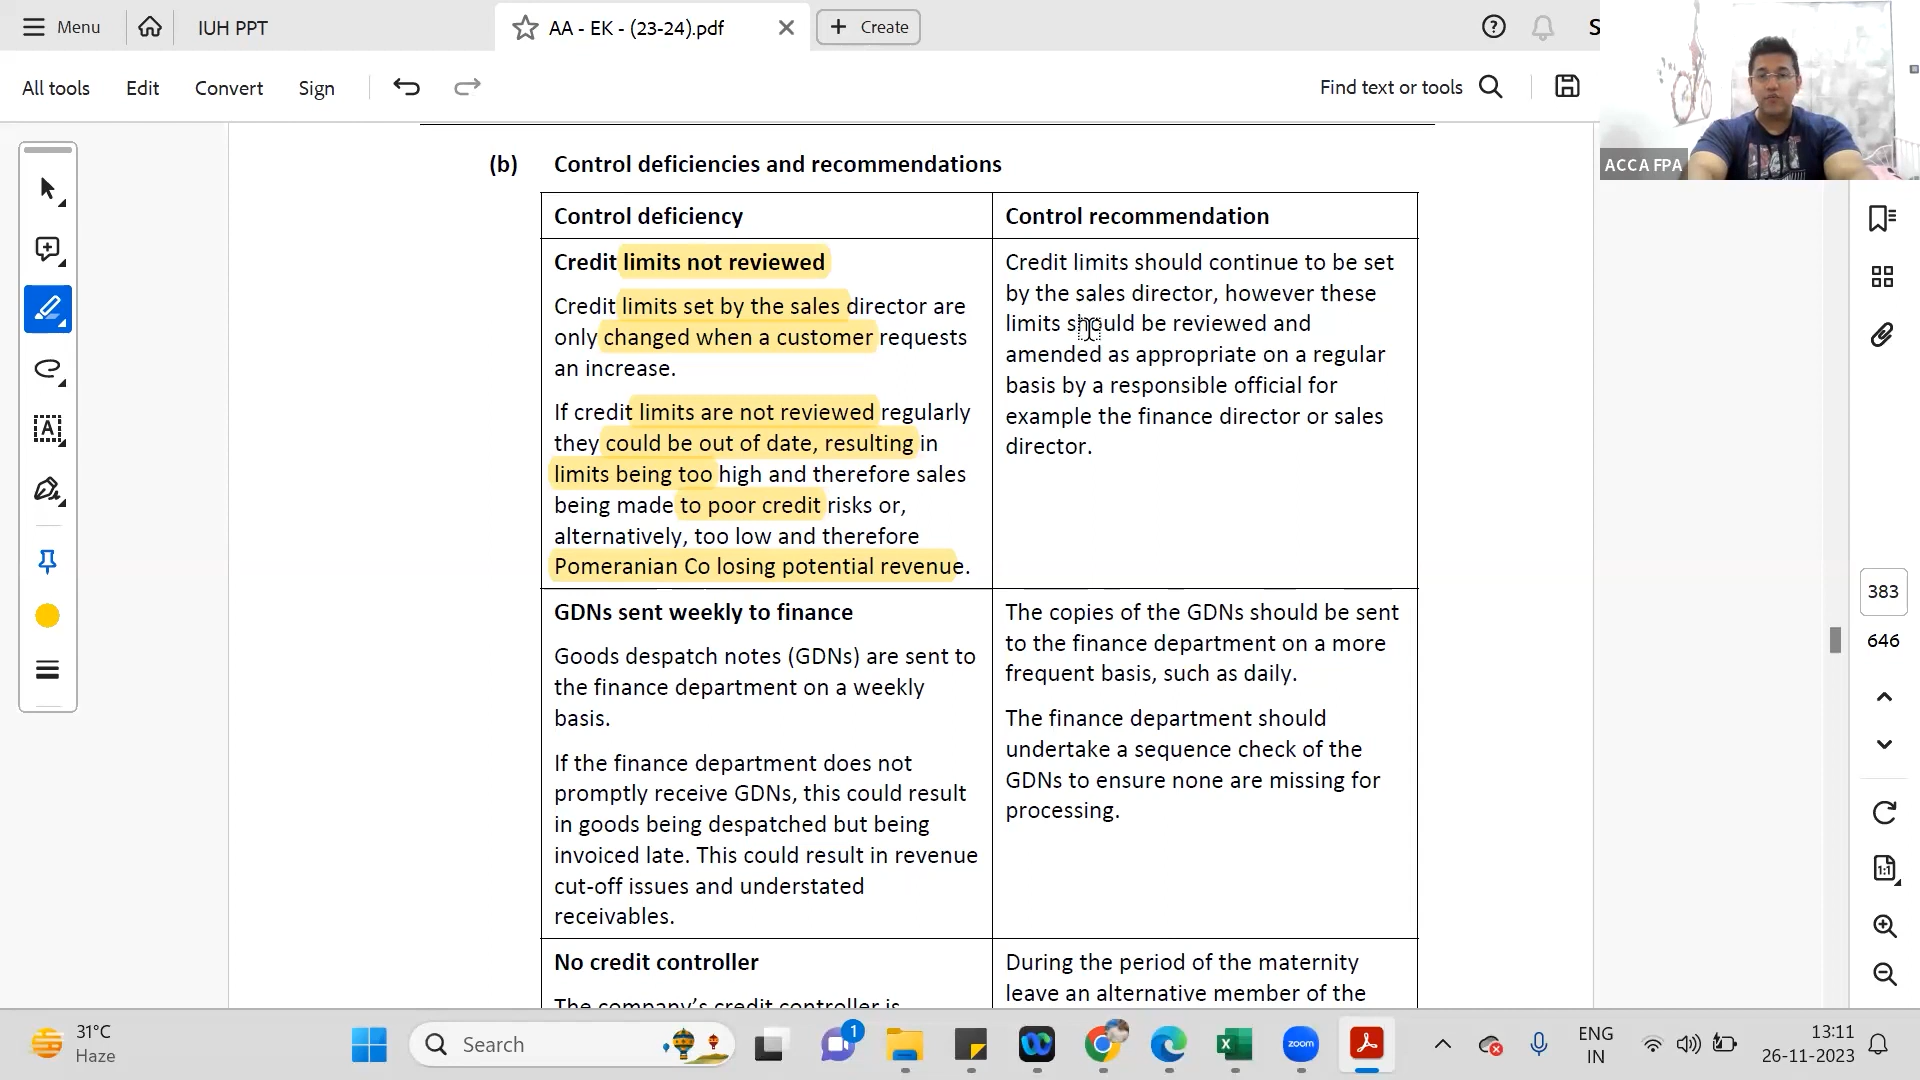 Menu
IUH PPT
AA - EK - (23-24).pdf
Create
S
All tools
Edit
Convert
Sign
Find text or tools
ACCA FPA
(b) Control deficiencies and recommendations
Control deficiency
Control recommendation
Credit limits not reviewed
Credit limits set by the sales director are
only changed when a customer requests
an increase.
If credit limits are not reviewed regularly
they could be out of date, resulting in
limits being too high and therefore sales
being made to poor credit risks or,
alternatively, too low and therefore
Pomeranian Co losing potential revenue.
Credit limits should continue to be set
by the sales director, however these
limits should be reviewed and
amended as appropriate on a regular
basis by a responsible official for
example the finance director or sales
director.
GDNs sent weekly to finance
Goods despatch notes (GDNs) are sent to
the finance department on a weekly
basis.
If the finance department does not
promptly receive GDNs, this could result
in goods being despatched but being
invoiced late. This could result in revenue
cut-off issues and understated
receivables.
The copies of the GDNs should be sent
to the finance department on a more
frequent basis, such as daily.
The finance department should
undertake a sequence check of the
GDNs to ensure none are missing for
processing.
No credit controller
The company's credit controller is
During the period of the maternity
leave an alternative member of the
383
646
1:1
31°C
Haze
Search
1
zoom
ENG
IN
13:11
26-11-2023